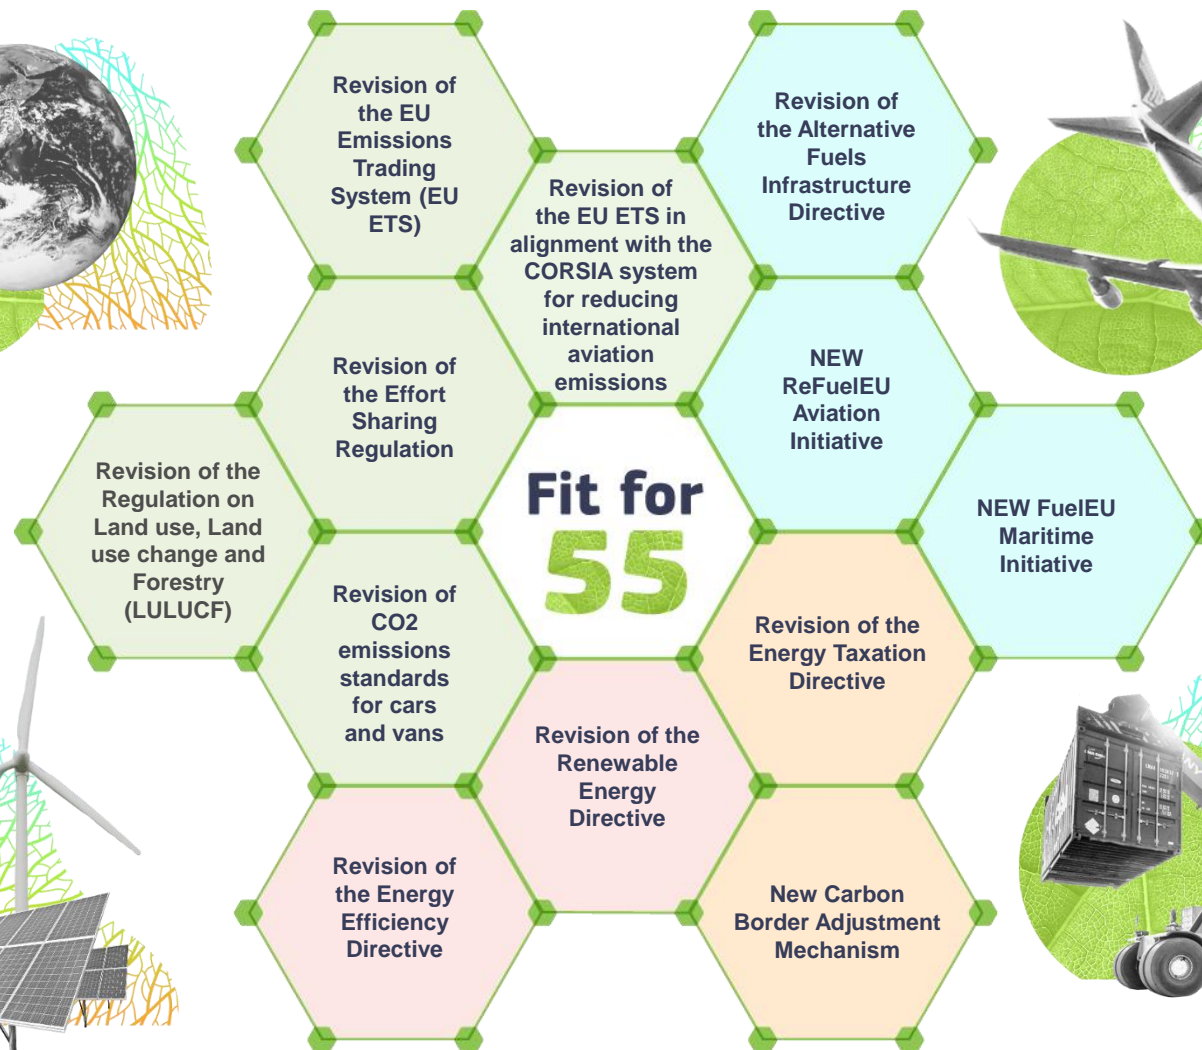 Revision of
the EU
Emissions
Trading
System (EU
ETS)
Revision of
the Alternative
Fuels
Infrastructure
Directive
Revision of
the EU ETS in
alignment with the
CORSIA system
for reducing
international
aviation
emissions
Revision of
the Effort
Sharing
Regulation
NEW
ReFuelEU
Aviation
Initiative
Revision of the
Regulation on
Land use, Land
use change and
Forestry
(LULUCF)
Fit for
55
NEW FuelEU
Maritime
Initiative
Revision of
CO2
emissions
standards
for cars
and vans
Revision of the
Energy Taxation
Directive
Revision of the
Renewable
Energy
Directive
Revision of
the Energy
Efficiency
Directive
New Carbon
Border Adjustment
Mechanism